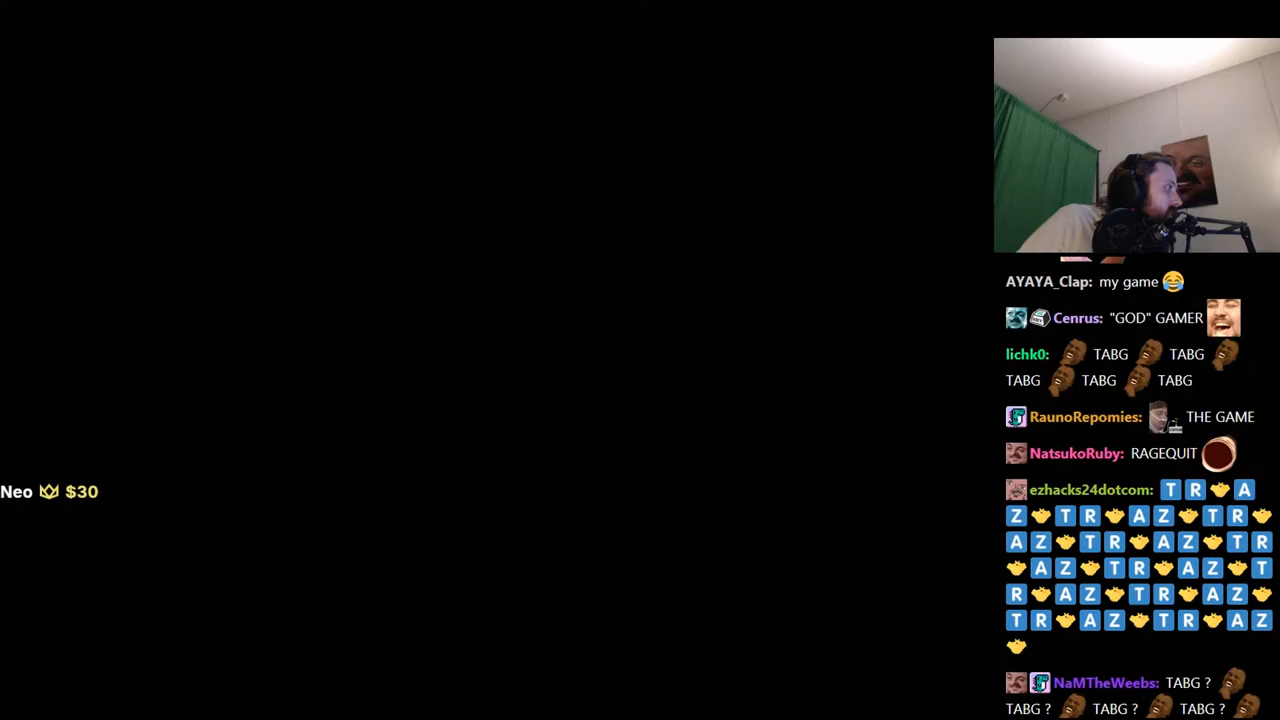 AYAYA_Clap: my game
Cenrus: "GOD" GAMER
lichk0: TABG TABG
TABG TABG TABG
RaunoRepomies: THE GAME
NatsukoRuby: RAGEQUIT
Neo $30
ezhacks24dotcom: T R A
Z T R A Z T R
A Z T R A Z T R
A Z T R A Z T
R A Z T R A Z
T R A Z T R A Z
NaMTheWeebs: TABG ?
TABG ? TABG ? TABG ?